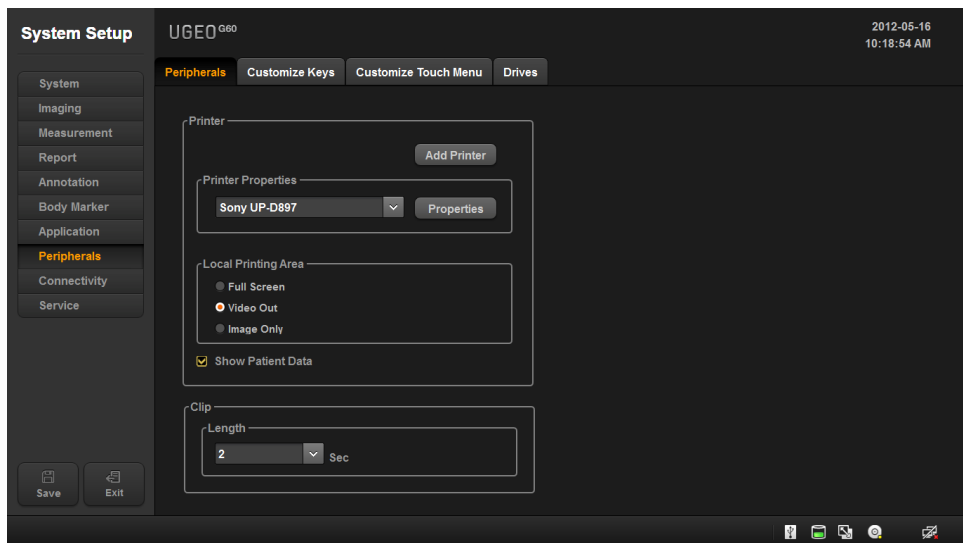 System Setup
UGEO G60
2012-05-16
10:18:54 AM
System
Imaging
Measurement
Report
Annotation
Body Marker
Application
Peripherals
Connectivity
Service
Save
Exit
Peripherals
Customize Keys
Customize Touch Menu
Drives
Printer
Add Printer
Printer Properties
Sony UP-D897
Properties
Local Printing Area
Full Screen
Video Out
Image Only
Show Patient Data
Clip
Length
2
Sec